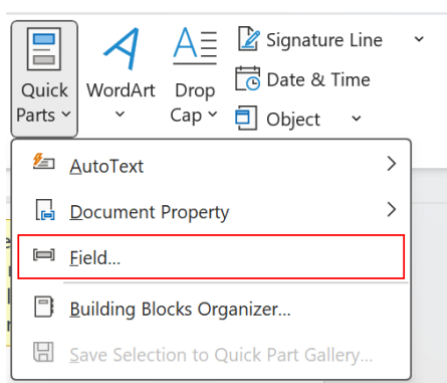 Signature Line
Quick
Parts
WordArt
Drop
Cap
Date & Time
Object
AutoText
Document Property
Field...
Building Blocks Organizer...
Save Selection to Quick Part Gallery...